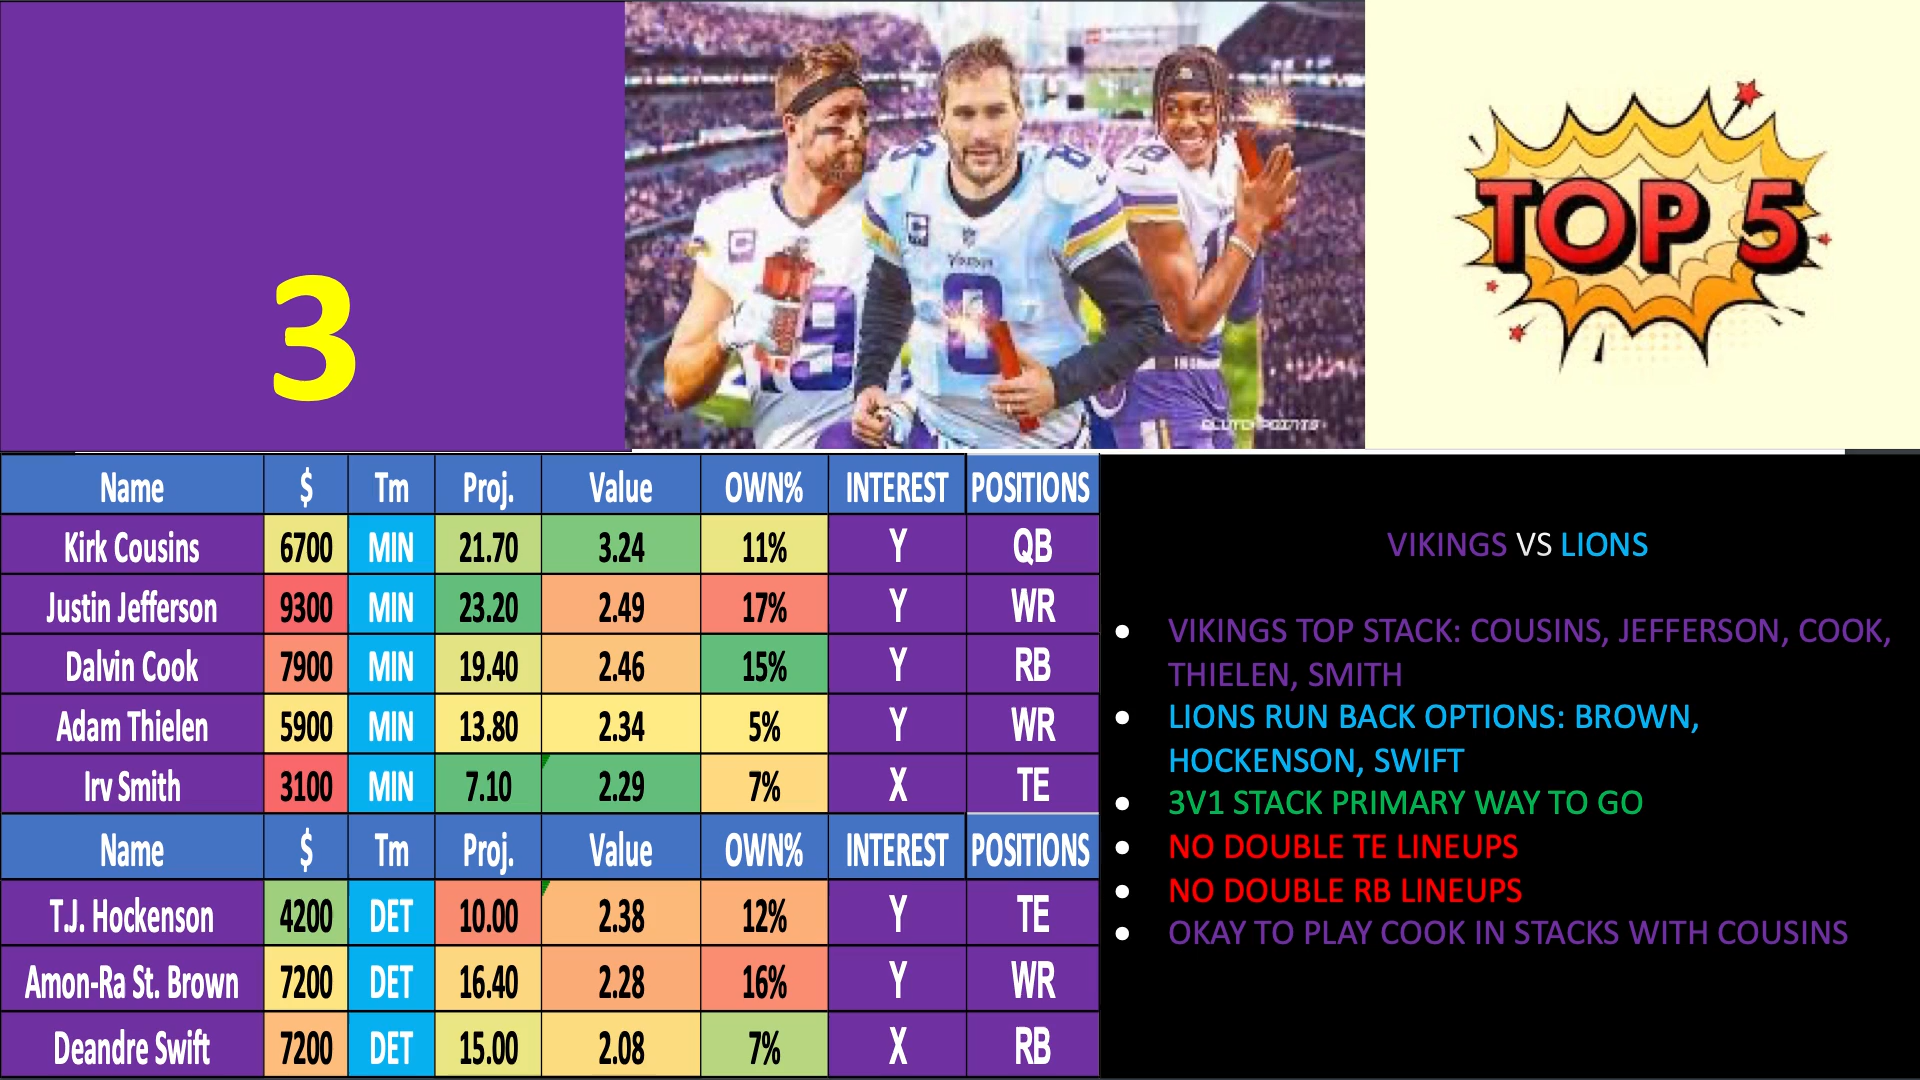 3
TOP 5
C
C
8
8
VIKINGS
8
19
19
CLUTCHPOINTS
Name $ Tm Proj. Value OWN% INTEREST POSITIONS
Kirk Cousins 6700 MIN 21.70 3.24 11% Y QB
Justin Jefferson 9300 MIN 23.20 2.49 17% Y WR
Dalvin Cook 7900 MIN 19.40 2.46 15% Y RB
Adam Thielen 5900 MIN 13.80 2.34 5% Y WR
Irv Smith 3100 MIN 7.10 2.29 7% X TE
Name $ Tm Proj. Value OWN% INTEREST POSITIONS
T.J. Hockenson 4200 DET 10.00 2.38 12% Y TE
Amon-Ra St. Brown 7200 DET 16.40 2.28 16% Y WR
Deandre Swift 7200 DET 15.00 2.08 7% X RB
VIKINGS VS LIONS
VIKINGS TOP STACK: COUSINS, JEFFERSON, COOK,
THIELEN, SMITH
LIONS RUN BACK OPTIONS: BROWN,
HOCKENSON, SWIFT
3V1 STACK PRIMARY WAY TO GO
NO DOUBLE TE LINEUPS
NO DOUBLE RB LINEUPS
OKAY TO PLAY COOK IN STACKS WITH COUSINS